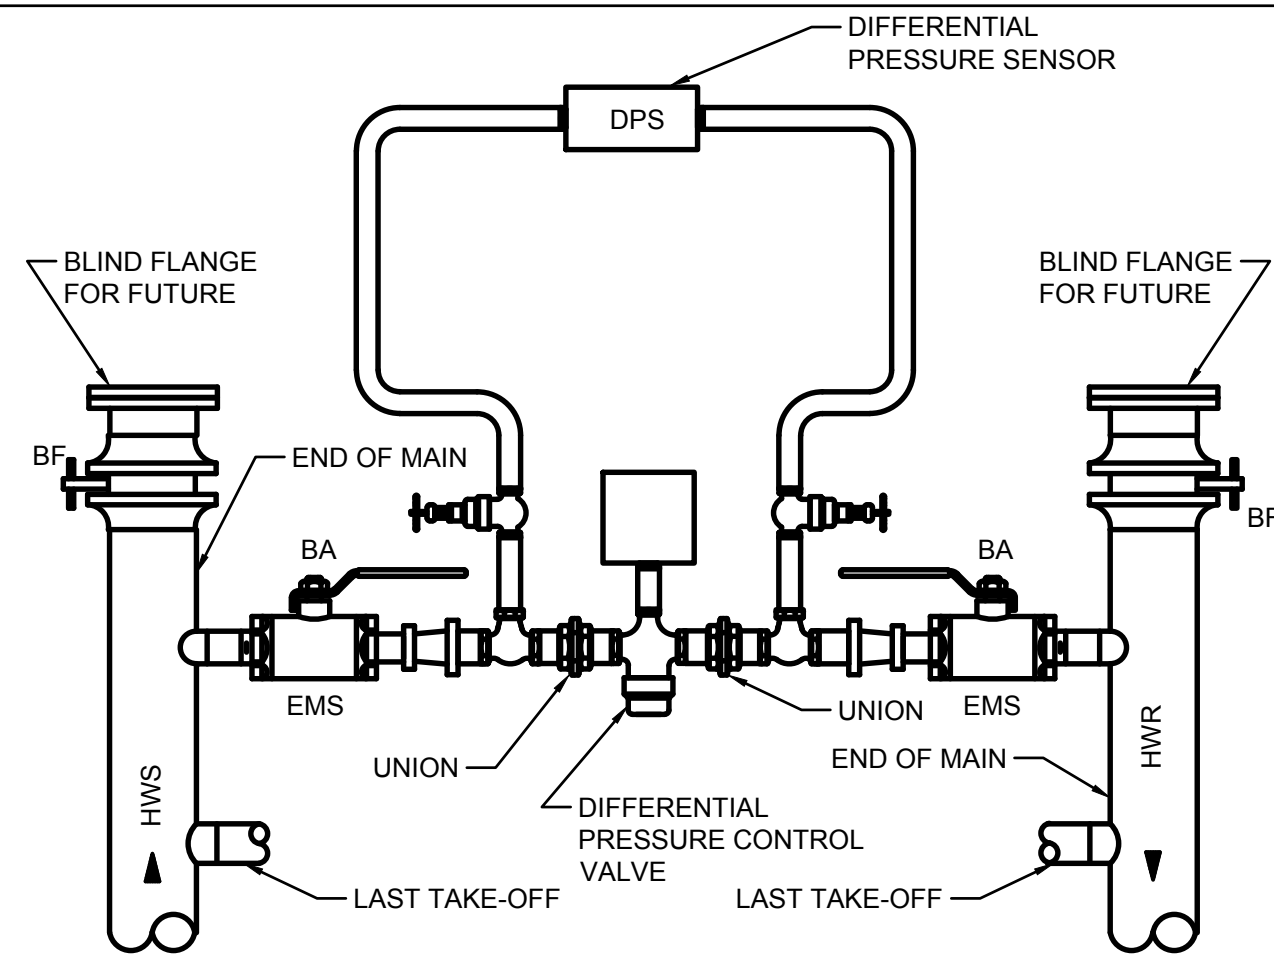 DIFFERENTIAL
PRESSURE SENSOR
DPS
BLIND FLANGE
FOR FUTURE
BLIND FLANGE
FOR FUTURE
BF
END OF MAIN
BF
BA
BA
EMS
EMS
UNION
UNION
END OF MAIN
HWS
HWR
DIFFERENTIAL
PRESSURE CONTROL
VALVE
LAST TAKE-OFF
LAST TAKE-OFF